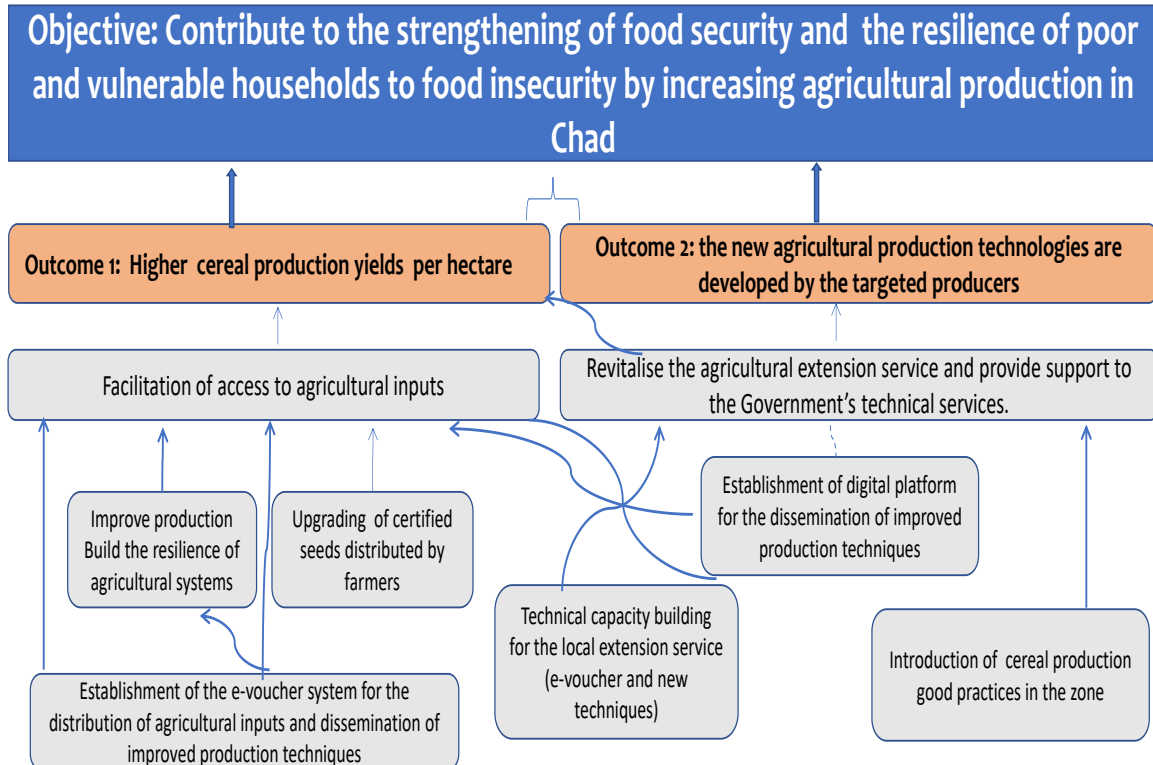 Objective: Contribute to the strengthening of food security and the resilience of poor
and vulnerable households to food insecurity by increasing agricultural production in
Chad
Outcome 1: Higher cereal production yields per hectare
Outcome 2: the new agricultural production technologies are
developed by the targeted producers
Facilitation of access to agricultural inputs
Revitalise the agricultural extension service and provide support to
the Government's technical services.
Improve production
Build the resilience of
agricultural systems
Upgrading of certified
seeds distributed by
farmers
Establishment of digital platform
for the dissemination of improved
production techniques
Technical capacity building
for the local extension service
(e-voucher and new
techniques)
Introduction of cereal production
good practices in the zone
Establishment of the e-voucher system for the
distribution of agricultural inputs and dissemination of
improved production techniques